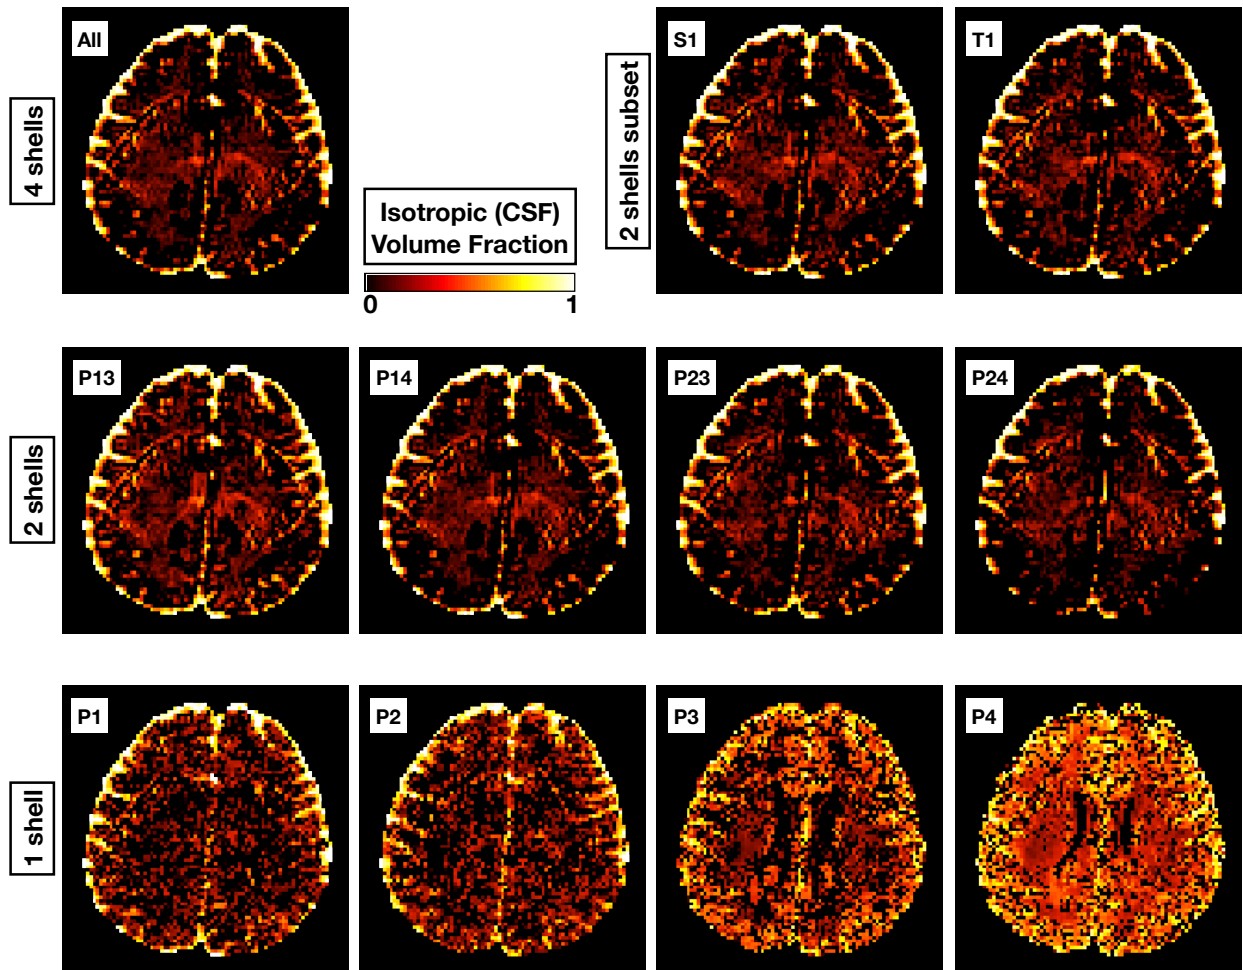 All
S1
T1
4 shells
2 shells subset
Isotropic (CSF)
Volume Fraction
0
1
P13
P14
P23
P24
2 shells
P1
P2
P3
P4
1 shell